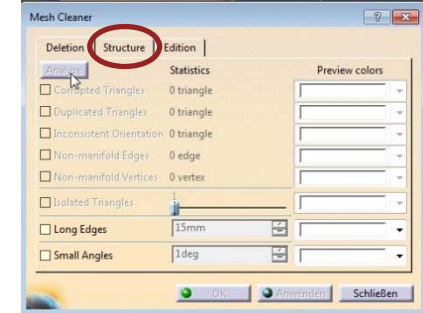 Mesh Cleaner
Deletion Structure Edition
Analyze Statistics Preview colors
Corrupted Triangles 0 triangle
Duplicated Triangles 0 triangle
Inconsistent Orientation 0 triangle
Non-manifold Edges 0 edge
Non-manifold Vertices 0 vertex
Isolated Triangles 1
Long Edges 15mm
Small Angles 1deg
OK Anwenden Schließen